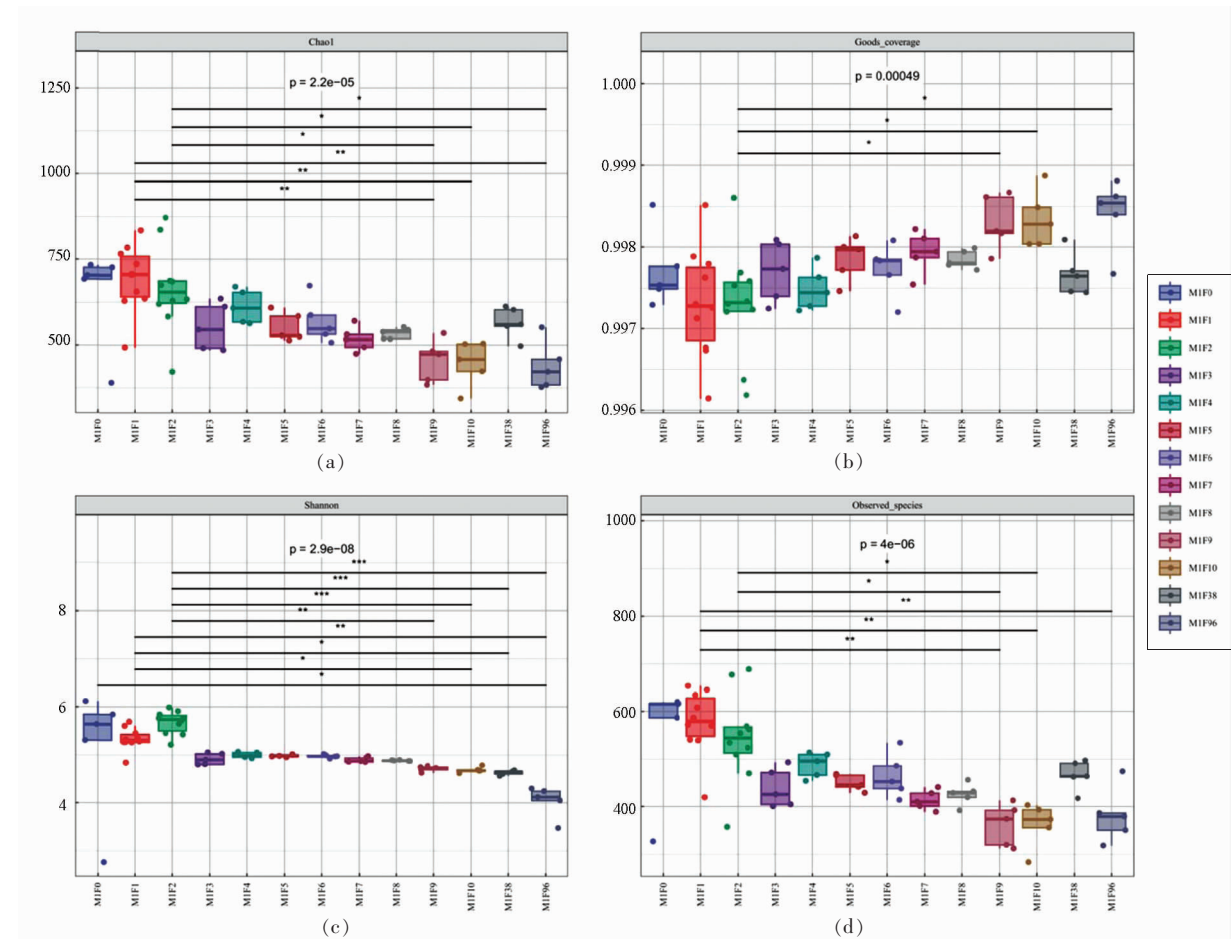 Chao1
p = 2.2e−05
1250
1000
750
500
*
*
*
**
**
**
M1F0 M1F1 M1F2 M1F3 M1F4 M1F5 M1F6 M1F7 M1F8 M1F9 M1F10 M1F38 M1F96
(a)
Goods_coverage
p = 0.00049
1.000
0.999
0.998
0.997
0.996
*
*
*
M1F0 M1F1 M1F2 M1F3 M1F4 M1F5 M1F6 M1F7 M1F8 M1F9 M1F10 M1F38 M1F96
(b)
Shannon
p = 2.9e−08
8
6
4
***
***
***
**
**
*
*
*
M1F0 M1F1 M1F2 M1F3 M1F4 M1F5 M1F6 M1F7 M1F8 M1F9 M1F10 M1F38 M1F96
(c)
Observed_species
p = 4e−06
1000
800
600
400
*
*
**
**
**
M1F0 M1F1 M1F2 M1F3 M1F4 M1F5 M1F6 M1F7 M1F8 M1F9 M1F10 M1F38 M1F96
(d)
M1F0
M1F1
M1F2
M1F3
M1F4
M1F5
M1F6
M1F7
M1F8
M1F9
M1F10
M1F38
M1F96